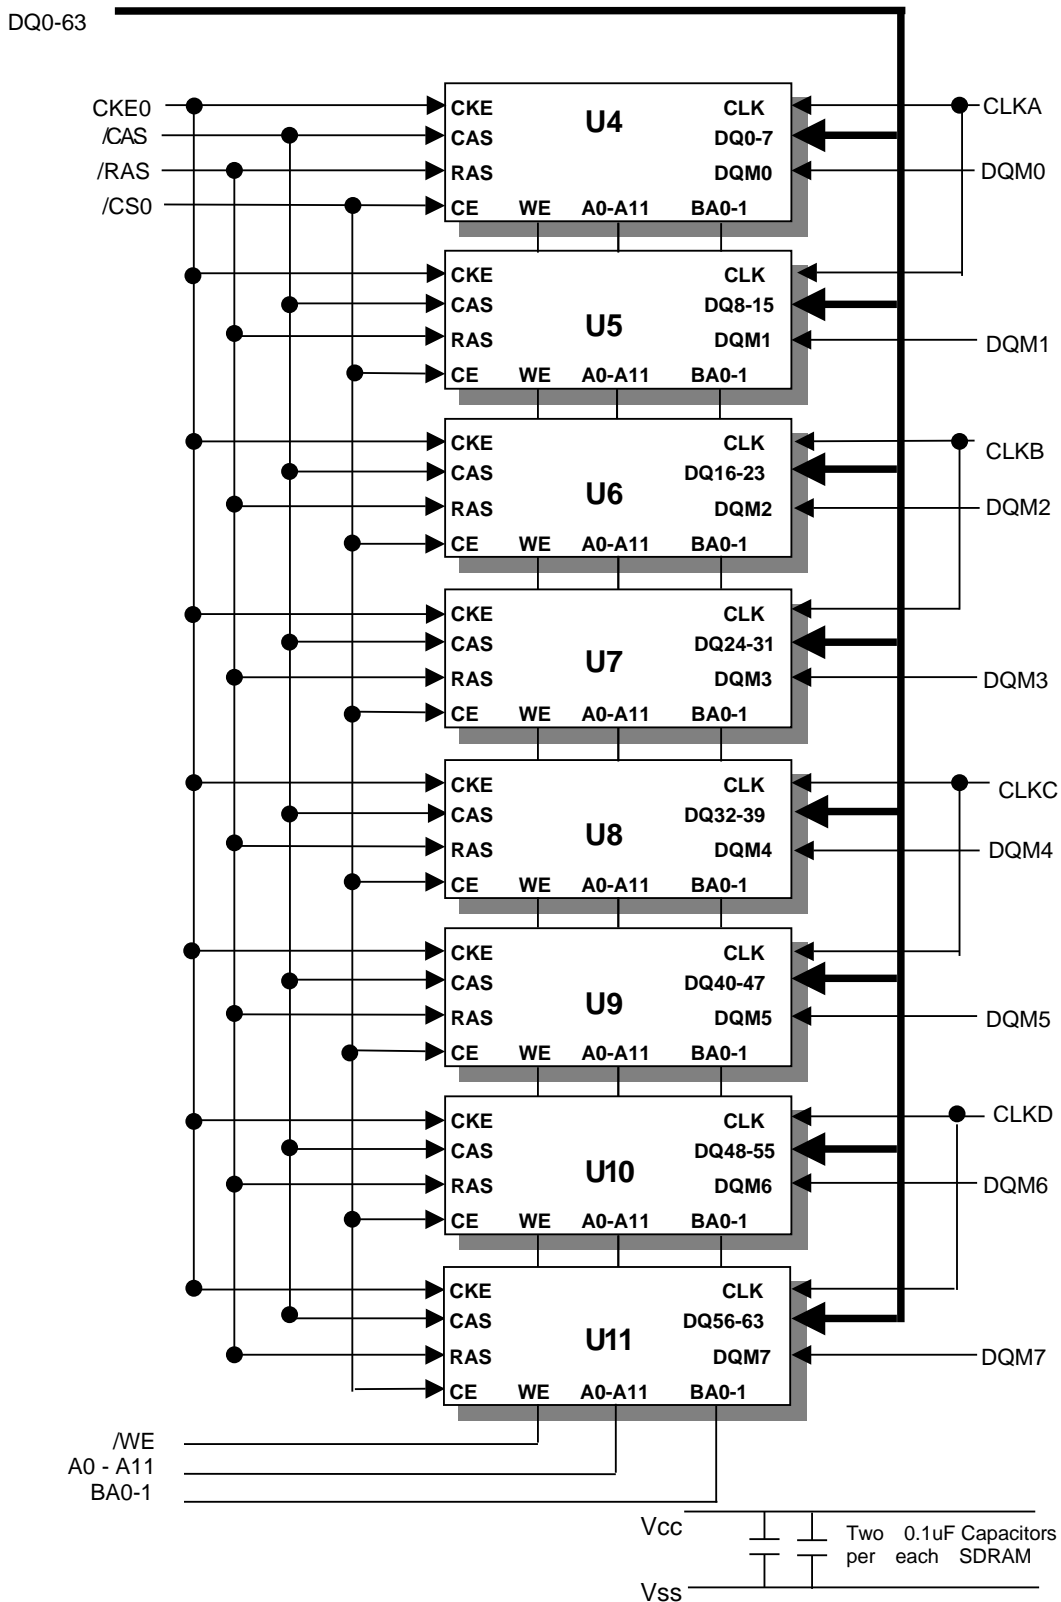 DQ0-63
CKE0 CKE U4 CLK CLKA
/CAS CAS DQ0-7
/RAS RAS DQM0 DQM0
/CS0 CE WE A0-A11 BA0-1
CKE CLK
CAS U5 DQ8-15
RAS DQM1 DQM1
CE WE A0-A11 BA0-1
CKE CLK CLKB
CAS U6 DQ16-23
RAS DQM2 DQM2
CE WE A0-A11 BA0-1
CKE CLK
CAS U7 DQ24-31
RAS DQM3 DQM3
CE WE A0-A11 BA0-1
CKE CLK CLKC
CAS U8 DQ32-39
RAS DQM4 DQM4
CE WE A0-A11 BA0-1
CKE CLK
CAS U9 DQ40-47
RAS DQM5 DQM5
CE WE A0-A11 BA0-1
CKE CLK CLKD
CAS U10 DQ48-55
RAS DQM6 DQM6
CE WE A0-A11 BA0-1
CKE CLK
CAS U11 DQ56-63
RAS DQM7 DQM7
CE WE A0-A11 BA0-1
/WE
A0 - A11
BA0-1
Vcc
Two 0.1uF Capacitors
per each SDRAM
Vss